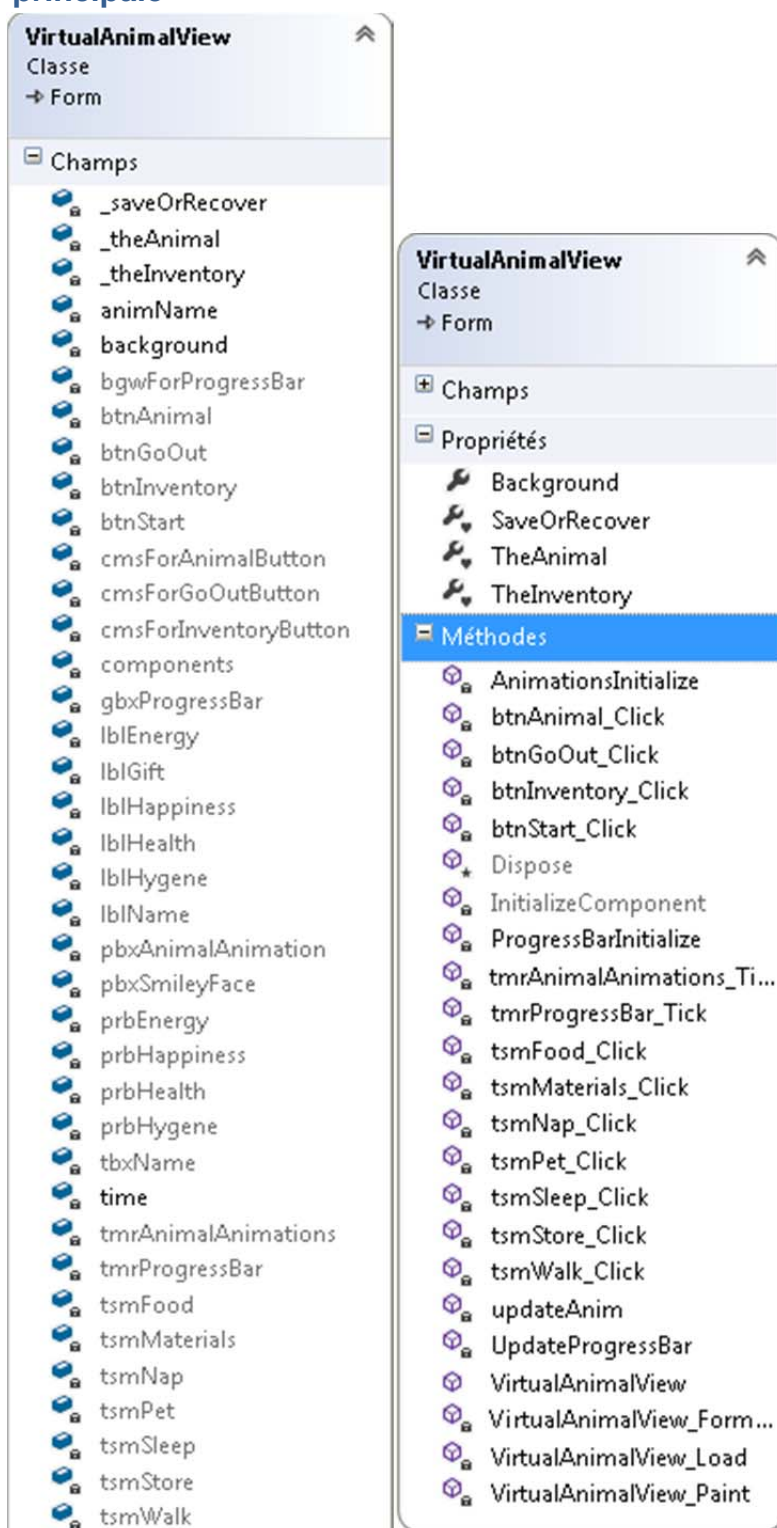 principale
VirtualAnimalView
Classe
Form
Champs
_saveOrRecover
_theAnimal
_theInventory
animName
background
bgwForProgressBar
btnAnimal
btnGoOut
btnInventory
btnStart
cmsForAnimalButton
cmsForGoOutButton
cmsForInventoryButton
components
gbxProgressBar
lblEnergy
lblGift
lblHappiness
lblHealth
lblHygene
lblName
pbxAnimalAnimation
pbxSmileyFace
prbEnergy
prbHappiness
prbHealth
prbHygene
tbxName
time
tmrAnimalAnimations
tmrProgressBar
tsmFood
tsmMaterials
tsmNap
tsmPet
tsmSleep
tsmStore
tsmWalk
VirtualAnimalView
Classe
Form
Champs
Propriétés
Background
SaveOrRecover
TheAnimal
TheInventory
Méthodes
AnimationsInitialize
btnAnimal_Click
btnGoOut_Click
btnInventory_Click
btnStart_Click
Dispose
InitializeComponent
ProgressBarInitialize
tmrAnimalAnimations_Ti...
tmrProgressBar_Tick
tsmFood_Click
tsmMaterials_Click
tsmNap_Click
tsmPet_Click
tsmSleep_Click
tsmStore_Click
tsmWalk_Click
updateAnim
UpdateProgressBar
VirtualAnimalView
VirtualAnimalView_Form...
VirtualAnimalView_Load
VirtualAnimalView_Paint